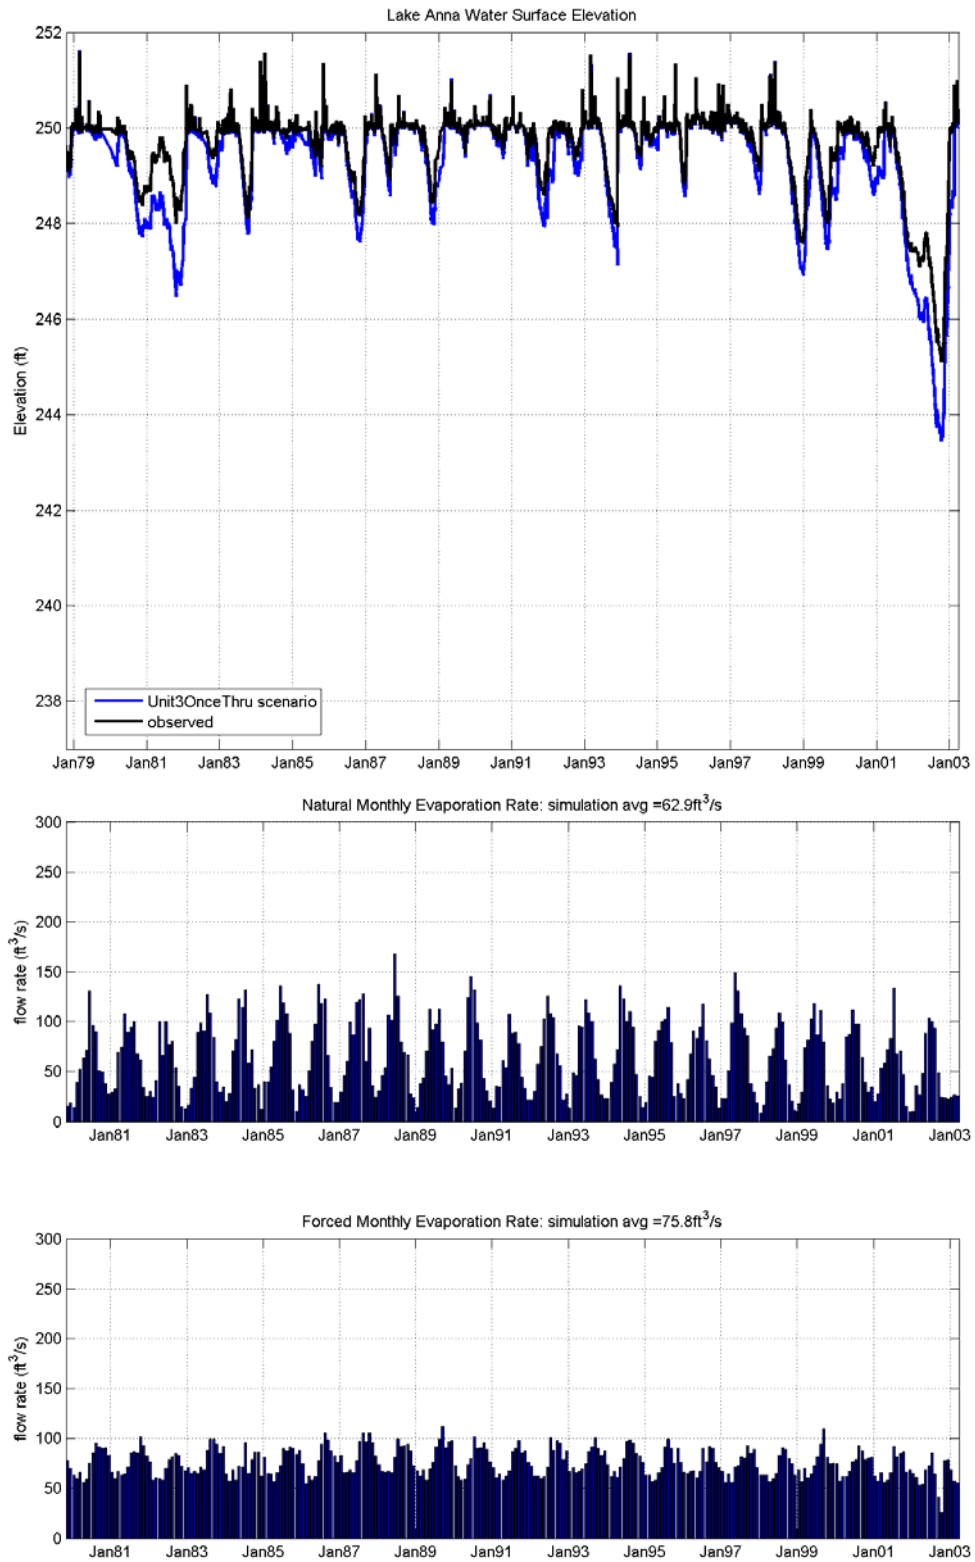 Lake Anna Water Surface Elevation
252
250
248
246
244
242
240
238
Elevation (ft)
Unit3OnceThru scenario
observed
Jan79 Jan81 Jan83 Jan85 Jan87 Jan89 Jan91 Jan93 Jan95 Jan97 Jan99 Jan01 Jan03
Natural Monthly Evaporation Rate: simulation avg =62.9ft³/s
300
250
200
150
100
50
0
flow rate (ft³/s)
Jan81 Jan83 Jan85 Jan87 Jan89 Jan91 Jan93 Jan95 Jan97 Jan99 Jan01 Jan03
Forced Monthly Evaporation Rate: simulation avg =75.8ft³/s
300
250
200
150
100
50
0
flow rate (ft³/s)
Jan81 Jan83 Jan85 Jan87 Jan89 Jan91 Jan93 Jan95 Jan97 Jan99 Jan01 Jan03